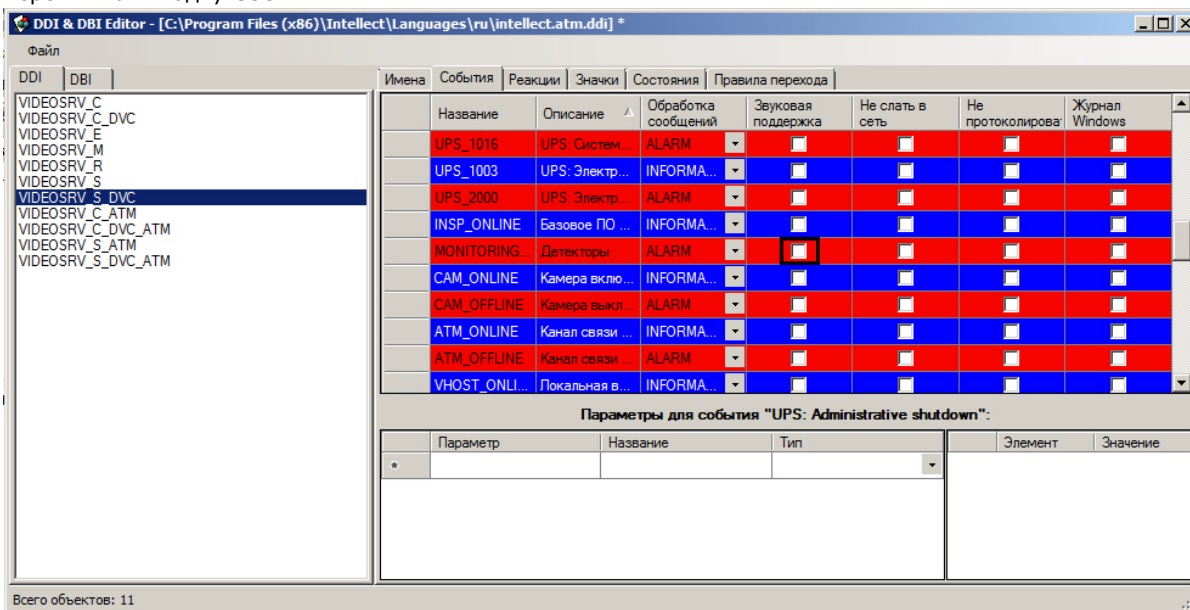 DDI & DBI Editor - [C:\Program Files (x86)\Intellect\Languages\ru\intellect.atm.ddi] *
Файл
DDI DBI
Имена События Реакции Значки Состояния Правила перехода
VIDEOSRV_C
VIDEOSRV_C_DVC
VIDEOSRV_E
VIDEOSRV_M
VIDEOSRV_R
VIDEOSRV_S
VIDEOSRV_S_DVC
VIDEOSRV_C_ATM
VIDEOSRV_C_DVC_ATM
VIDEOSRV_S_ATM
VIDEOSRV_S_DVC_ATM
Название Описание Обработка сообщений Звуковая поддержка Не слать в сеть Не протоколироват Журнал Windows
UPS_1016 UPS: Систем... ALARM
UPS_1003 UPS: Электр... INFORMA...
UPS_2000 UPS: Электр... ALARM
INSP_ONLINE Базовое ПО ... INFORMA...
MONITORING... Детекторы ALARM
CAM_ONLINE Камера вклю... INFORMA...
CAM_OFFLINE Камера выкл... ALARM
ATM_ONLINE Канал связи ... INFORMA...
ATM_OFFLINE Канал связи ... ALARM
VHOST_ONLI... Локальная в... INFORMA...
Параметры для события "UPS: Administrative shutdown":
Параметр Название Тип Элемент Значение
*
Всего объектов: 11